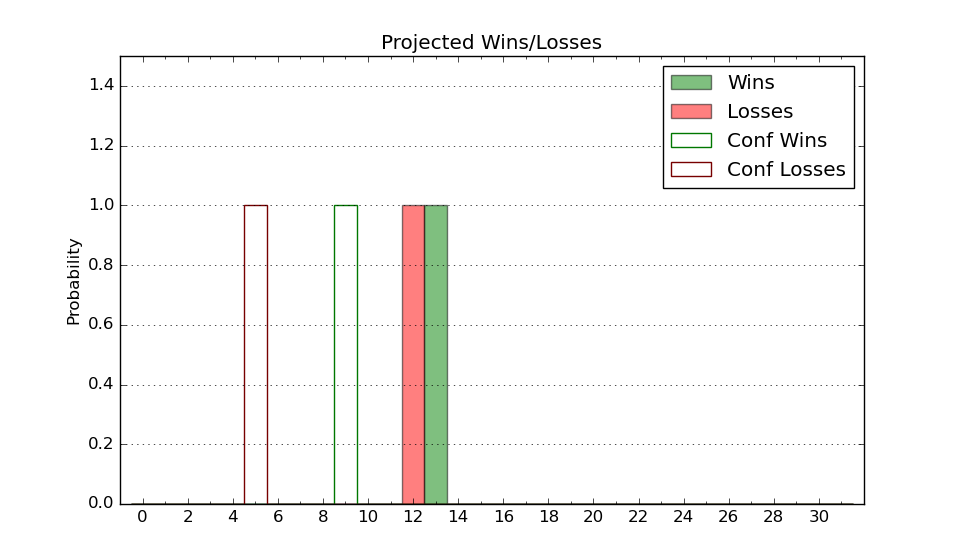 Projected Wins/Losses
Wins
Losses
Conf Wins
Conf Losses
Probability
1.4
1.2
1.0
0.8
0.6
0.4
0.2
0.0
0 2 4 6 8 10 12 14 16 18 20 22 24 26 28 30